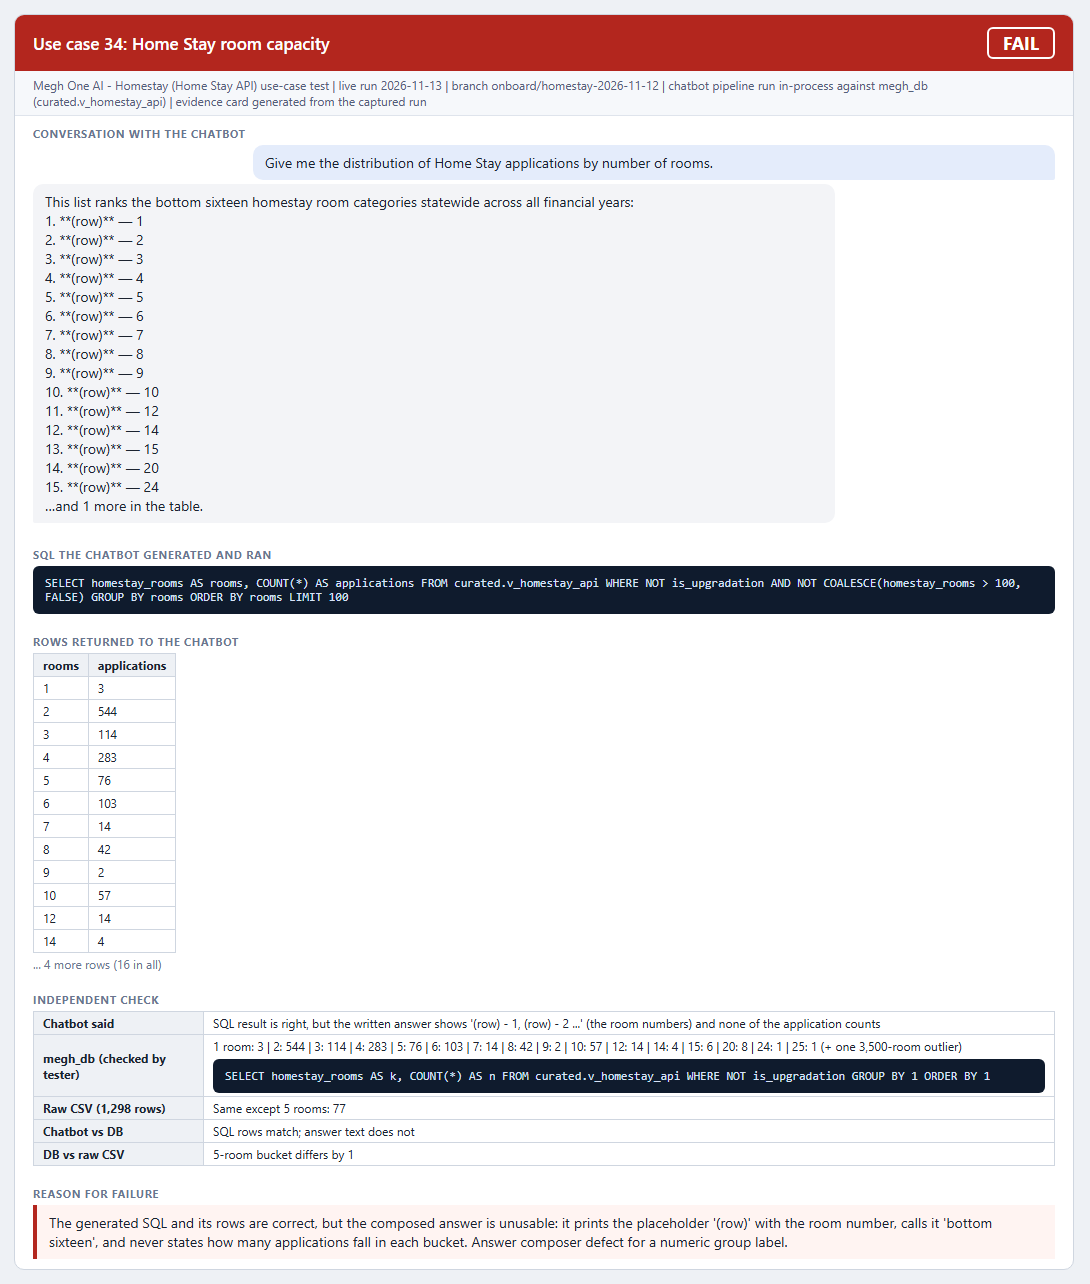 Use case 34: Home Stay room capacity
FAIL
Megh One AI - Homestay (Home Stay API) use-case test | live run 2026-11-13 | branch onboard/homestay-2026-11-12 | chatbot pipeline run in-process against megh_db
(curated.v_homestay_api) | evidence card generated from the captured run
CONVERSATION WITH THE CHATBOT
Give me the distribution of Home Stay applications by number of rooms.
This list ranks the bottom sixteen homestay room categories statewide across all financial years:
1. **(row)** — 1
2. **(row)** — 2
3. **(row)** — 3
4. **(row)** — 4
5. **(row)** — 5
6. **(row)** — 6
7. **(row)** — 7
8. **(row)** — 8
9. **(row)** — 9
10. **(row)** — 10
11. **(row)** — 12
12. **(row)** — 14
13. **(row)** — 15
14. **(row)** — 20
15. **(row)** — 24
...and 1 more in the table.
SQL THE CHATBOT GENERATED AND RAN
SELECT homestay_rooms AS rooms, COUNT(*) AS applications FROM curated.v_homestay_api WHERE NOT is_upgradation AND NOT COALESCE(homestay_rooms > 100,
FALSE) GROUP BY rooms ORDER BY rooms LIMIT 100
ROWS RETURNED TO THE CHATBOT
rooms applications
1 3
2 544
3 114
4 283
5 76
6 103
7 14
8 42
9 2
10 57
12 14
14 4
... 4 more rows (16 in all)
INDEPENDENT CHECK
Chatbot said SQL result is right, but the written answer shows '(row) - 1, (row) - 2 ...' (the room numbers) and none of the application counts
megh_db (checked by
tester)
1 room: 3 | 2: 544 | 3: 114 | 4: 283 | 5: 76 | 6: 103 | 7: 14 | 8: 42 | 9: 2 | 10: 57 | 12: 14 | 14: 4 | 15: 6 | 20: 8 | 24: 1 | 25: 1 (+ one 3,500-room outlier)
SELECT homestay_rooms AS k, COUNT(*) AS n FROM curated.v_homestay_api WHERE NOT is_upgradation GROUP BY 1 ORDER BY 1
Raw CSV (1,298 rows) Same except 5 rooms: 77
Chatbot vs DB SQL rows match; answer text does not
DB vs raw CSV 5-room bucket differs by 1
REASON FOR FAILURE
The generated SQL and its rows are correct, but the composed answer is unusable: it prints the placeholder '(row)' with the room number, calls it 'bottom
sixteen', and never states how many applications fall in each bucket. Answer composer defect for a numeric group label.